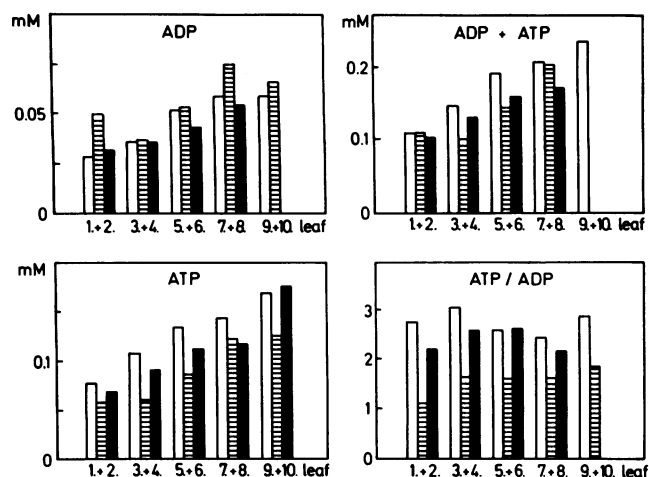 mM
ADP
0.05
0
1.+2. 3.+4. 5.+6. 7.+8. 9.+10. leaf
mM
ADP + ATP
0.2
0.1
0
1.+2. 3.+4. 5.+6. 7.+8. 9.+10. leaf
mM
ATP
0.1
0
1.+2. 3.+4. 5.+6. 7.+8. 9.+10. leaf
ATP / ADP
3
2
1
0
1.+2. 3.+4. 5.+6. 7.+8. 9.+10. leaf